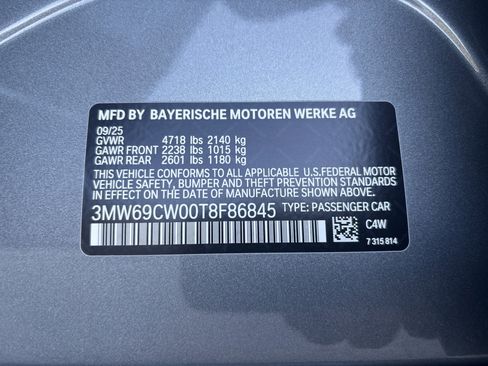 MFD BY BAYERISCHE MOTOREN WERKE AG
09/25
GVWR 4718 lbs 2140 kg
GAWR FRONT 2238 lbs 1015 kg
GAWR REAR 2601 lbs 1180 kg
THIS VEHICLE CONFORMS TO ALL APPLICABLE U.S.FEDERAL MOTOR
VEHICLE SAFETY, BUMPER, AND THEFT PREVENTION STANDARDS
IN EFFECT ON THE DATE OF MANUFACTURE SHOWN ABOVE.
3MW69CW00T8F86845 TYPE: PASSENGER CAR
C4W
7 315 814